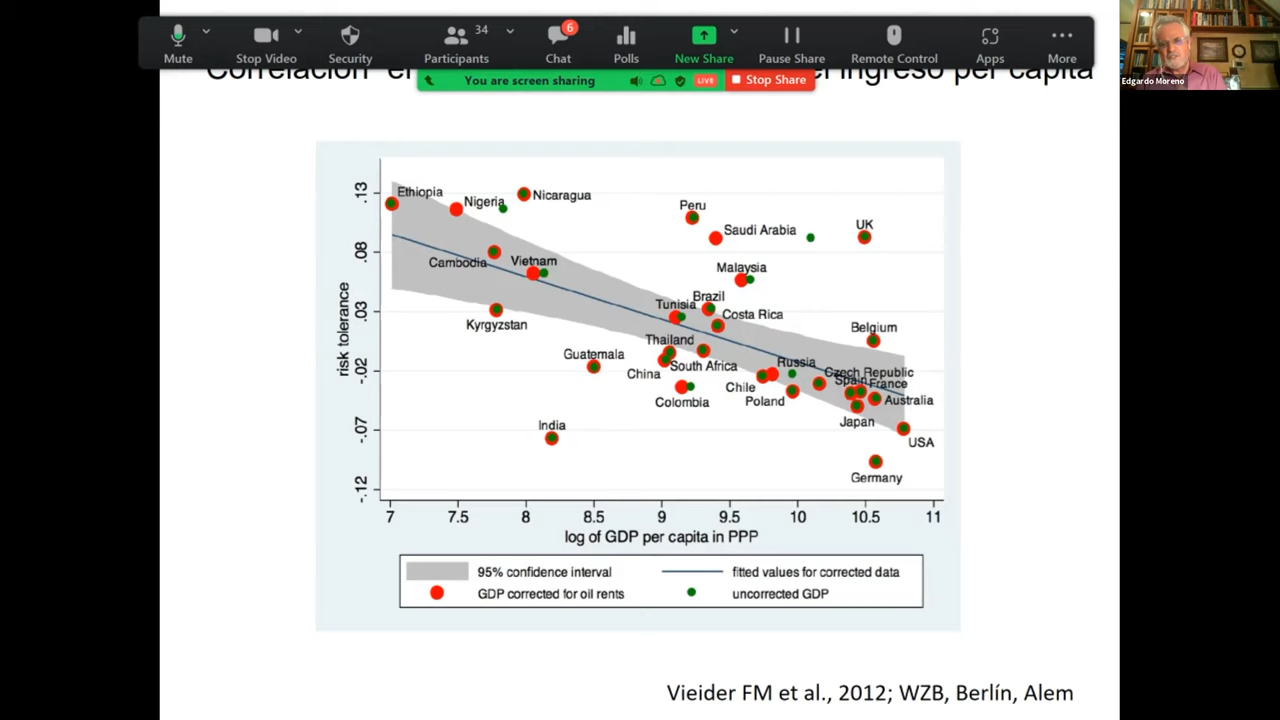 34
6
Mute
Stop Video
Security
Participants
Chat
Polls
New Share
Pause Share
Remote Control
Apps
More
ingreso per capita
You are screen sharing
LIVE
Stop Share
Edgardo Moreno
risk tolerance
.13
.08
.03
-.02
-.07
-.12
Ethiopia
Nigeria
Nicaragua
Peru
Saudi Arabia
UK
Cambodia
Vietnam
Malaysia
Kyrgyzstan
Tunisia
Brazil
Costa Rica
Belgium
Guatemala
Thailand
China
South Africa
Russia
Czech Republic
Colombia
Chile
Poland
Spain
France
Australia
Japan
India
USA
Germany
7
7.5
8
8.5
9
9.5
10
10.5
11
log of GDP per capita in PPP
95% confidence interval
fitted values for corrected data
GDP corrected for oil rents
uncorrected GDP
Vieider FM et al., 2012; WZB, Berlín, Alem